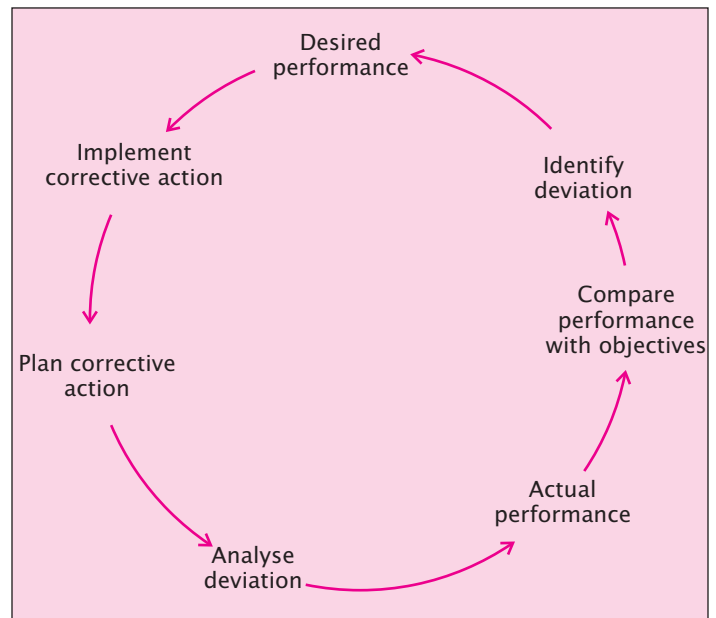 Desired
performance
Implement
corrective action
Plan corrective
action
Analyse
deviation
Actual
performance
Compare
performance
with objectives
Identify
deviation